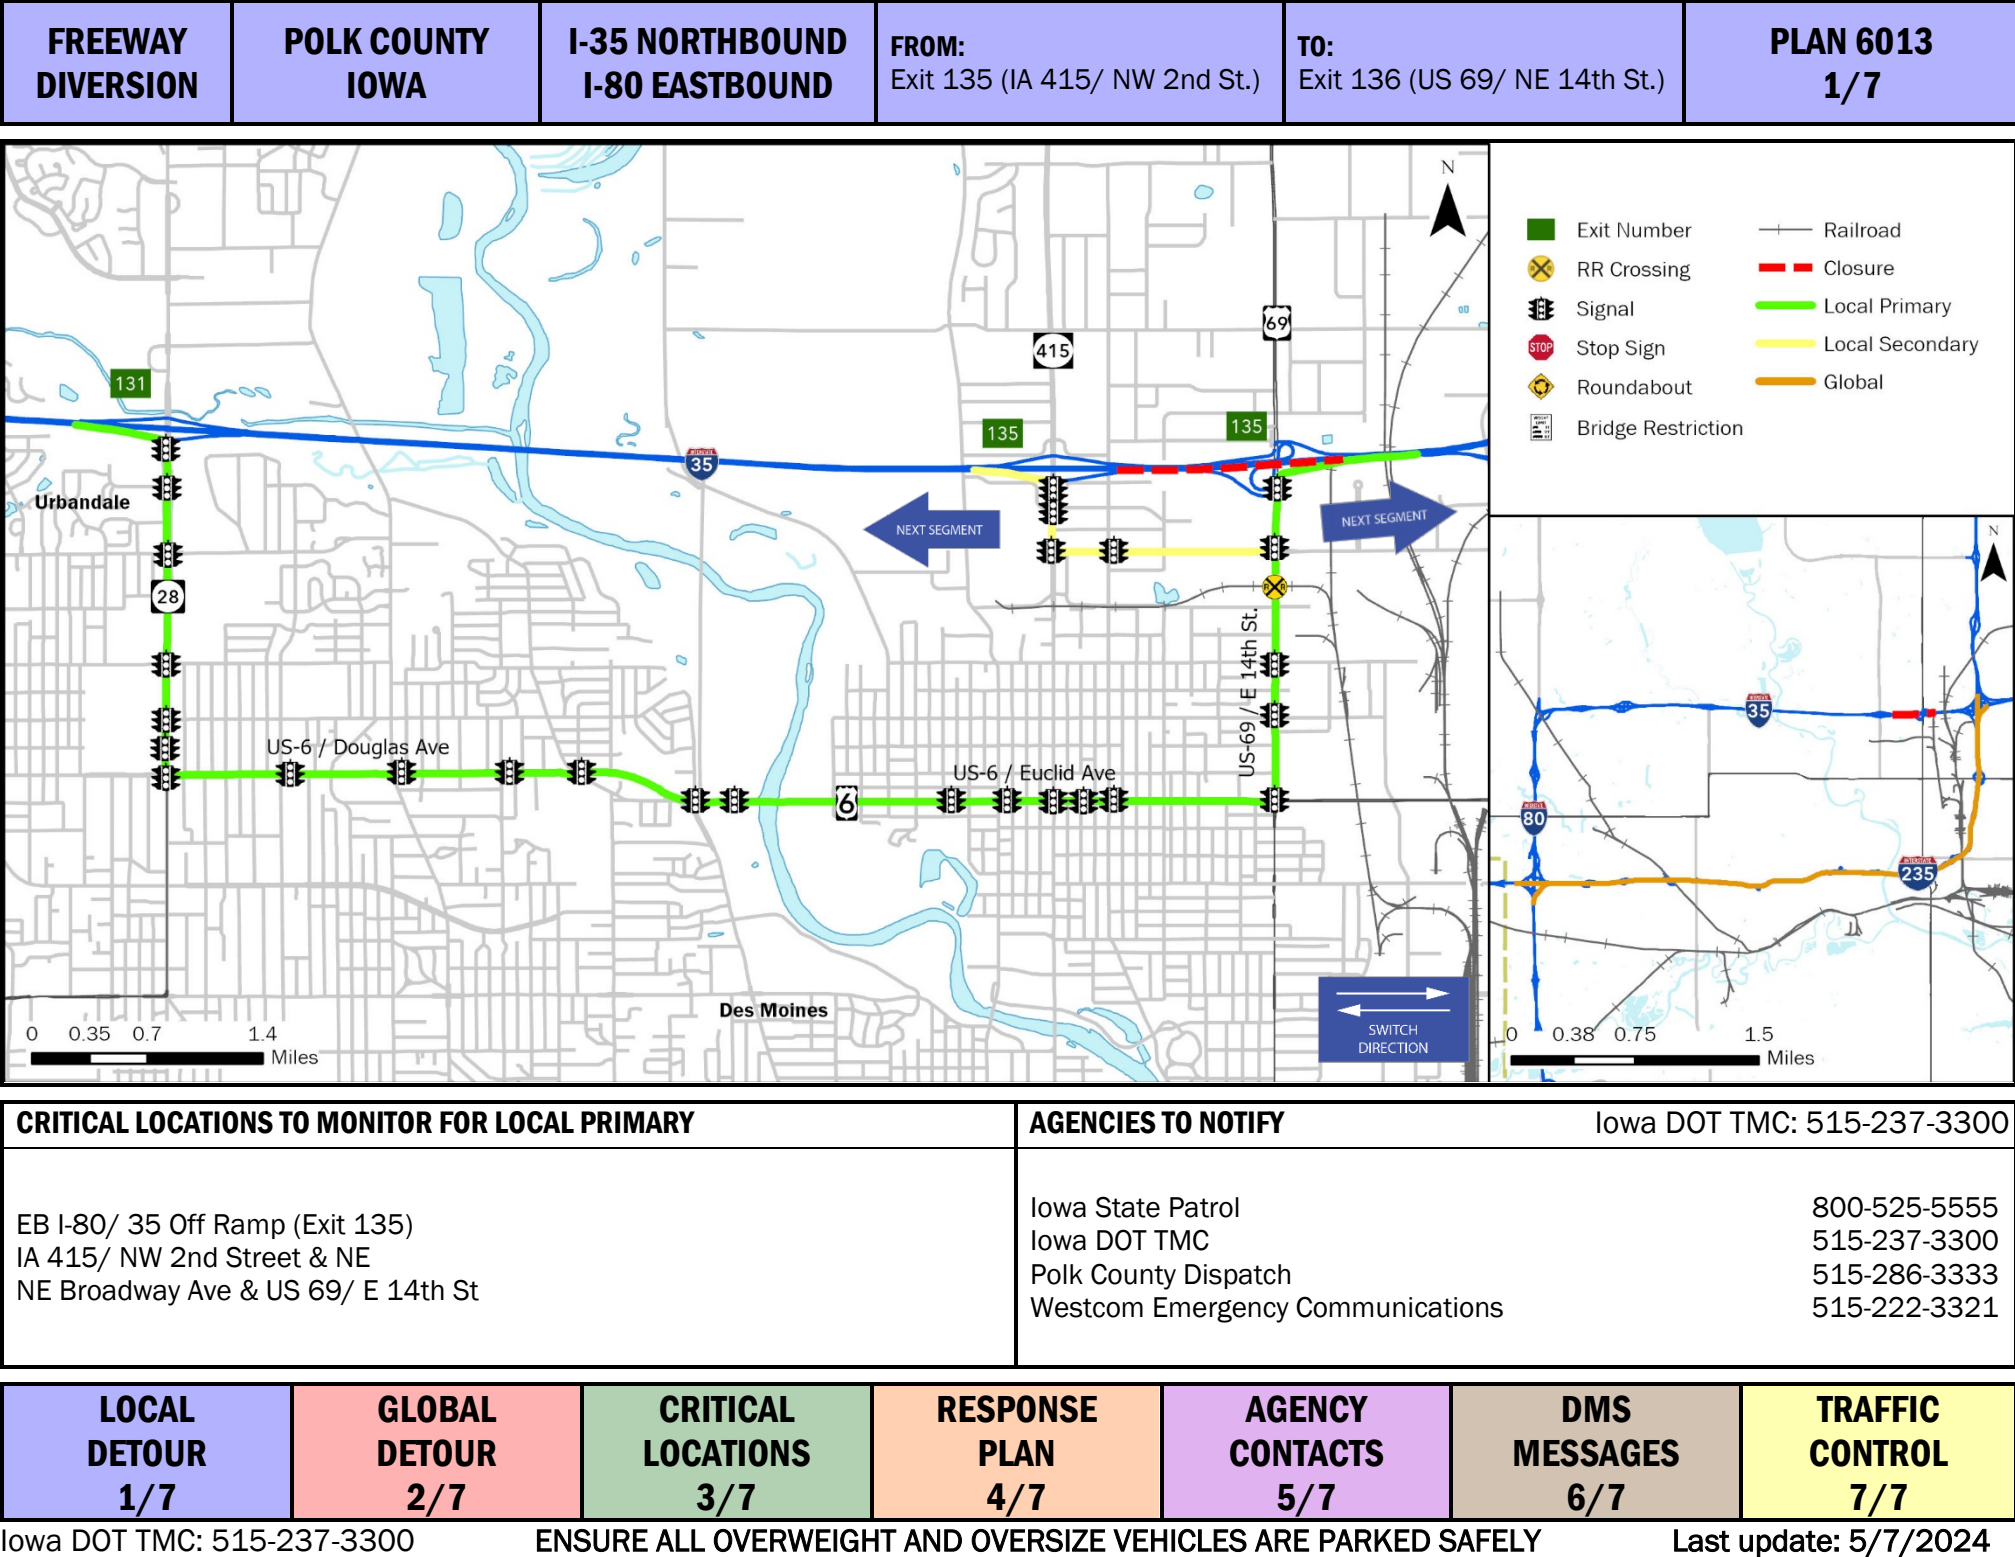 FREEWAY
DIVERSION
POLK COUNTY
IOWA
I-35 NORTHBOUND
I-80 EASTBOUND
FROM:
Exit 135 (IA 415/ NW 2nd St.)
TO:
Exit 136 (US 69/ NE 14th St.)
PLAN 6013
1/7
N
69
415
131
135
135
35
Urbandale
NEXT SEGMENT
NEXT SEGMENT
28
US-69 / E 14th St.
US-6 / Douglas Ave
US-6 / Euclid Ave
6
Des Moines
0 0.35 0.7 1.4
Miles
SWITCH
DIRECTION
Exit Number
RR Crossing
Signal
STOP Stop Sign
Roundabout
Bridge Restriction
Railroad
Closure
Local Primary
Local Secondary
Global
N
35
80
235
0 0.38 0.75 1.5
Miles
CRITICAL LOCATIONS TO MONITOR FOR LOCAL PRIMARY
EB I-80/ 35 Off Ramp (Exit 135)
IA 415/ NW 2nd Street & NE
NE Broadway Ave & US 69/ E 14th St
AGENCIES TO NOTIFY Iowa DOT TMC: 515-237-3300
Iowa State Patrol 800-525-5555
Iowa DOT TMC 515-237-3300
Polk County Dispatch 515-286-3333
Westcom Emergency Communications 515-222-3321
LOCAL
DETOUR
1/7
GLOBAL
DETOUR
2/7
CRITICAL
LOCATIONS
3/7
RESPONSE
PLAN
4/7
AGENCY
CONTACTS
5/7
DMS
MESSAGES
6/7
TRAFFIC
CONTROL
7/7
Iowa DOT TMC: 515-237-3300 ENSURE ALL OVERWEIGHT AND OVERSIZE VEHICLES ARE PARKED SAFELY Last update: 5/7/2024